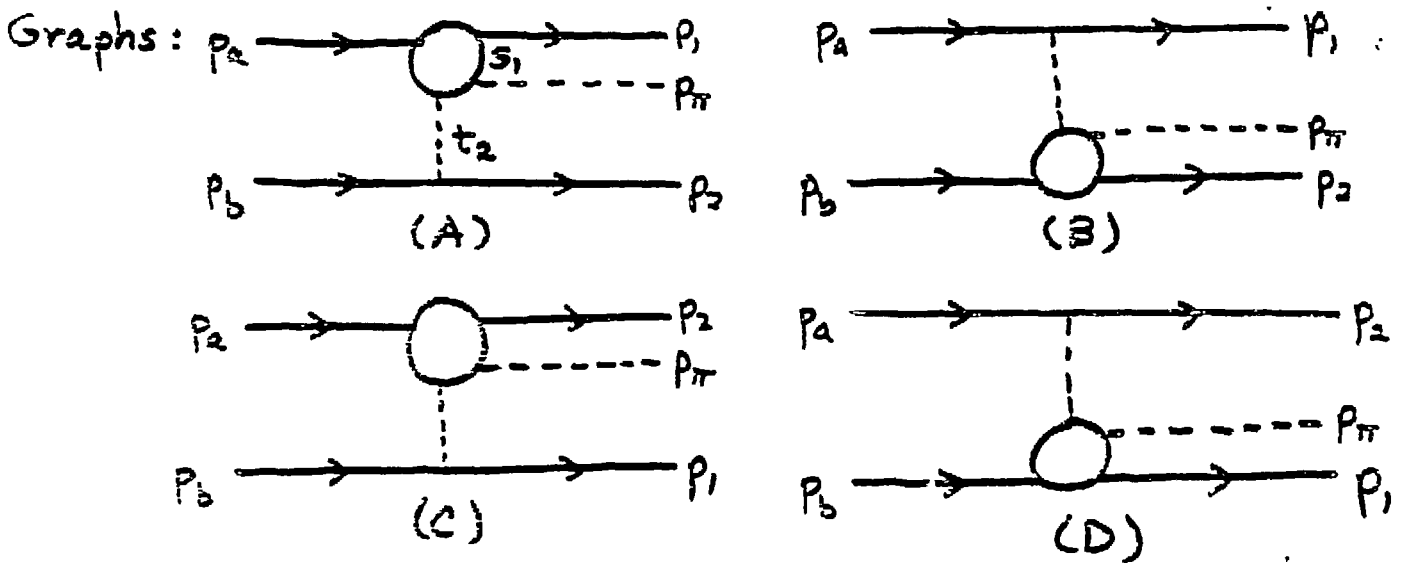 Graphs: pa p1 pa p1
s1
pπ
t2 pπ
pb p2 pb p2
(A) (B)
pa p2 pa p2
pπ
pπ
pb p1 pb p1
(C) (D)